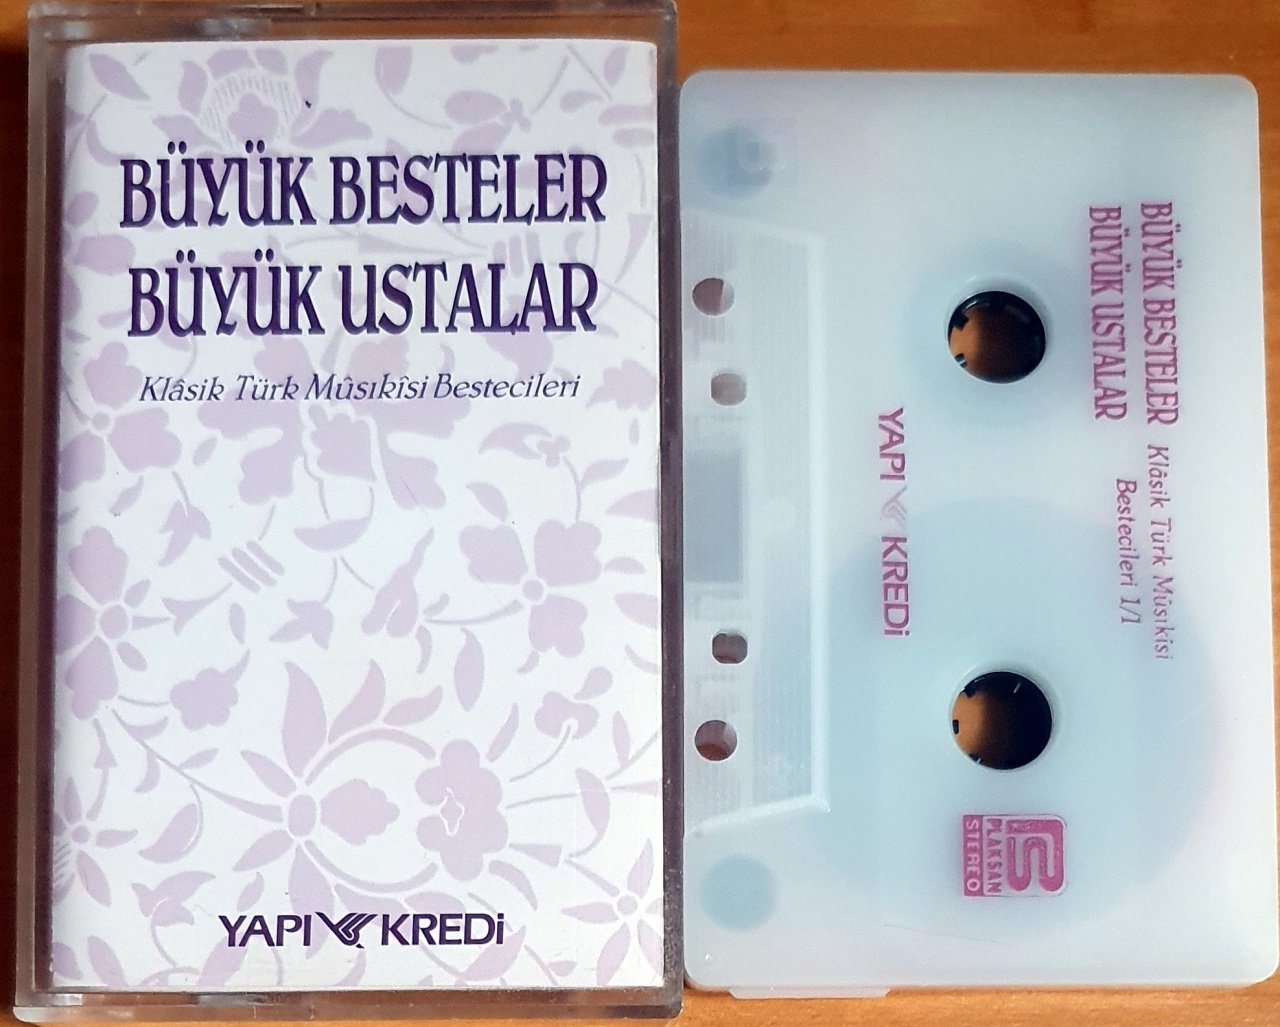 BÜYÜK BESTELER
BÜYÜK USTALAR
Klâsik Türk Mûsıkîsi Bestecileri
YAPI KREDi
BÜYÜK BESTELER Klâsik Türk Mûsıkîsi
BÜYÜK USTALAR Bestecileri 1/1
YAPI KREDi
PLAKSAN
STEREO